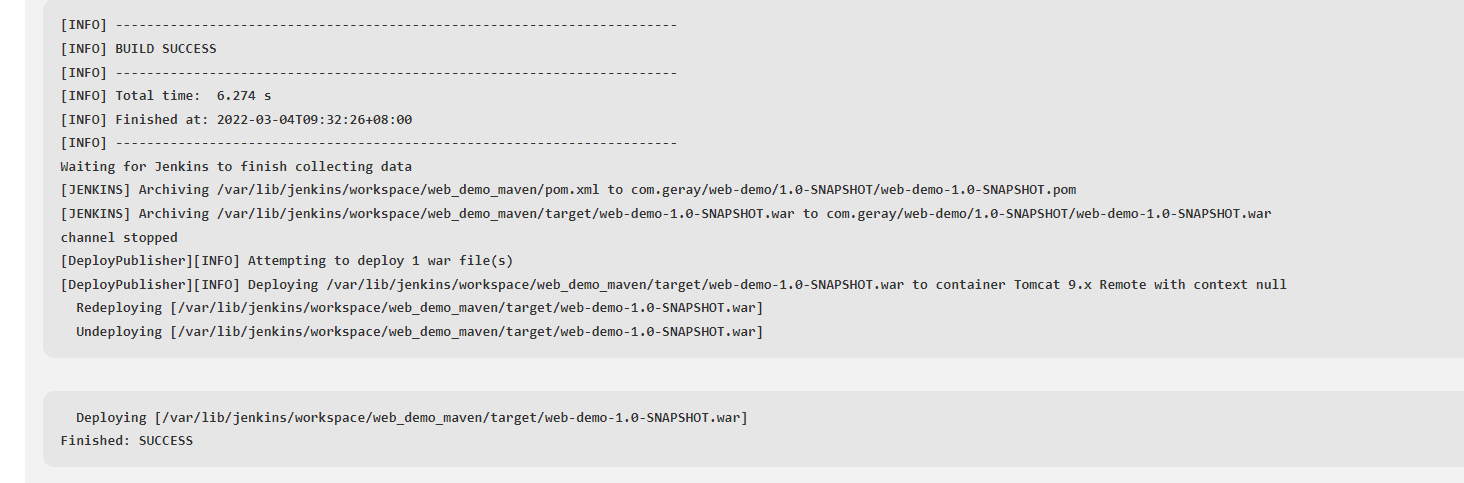 [INFO] ------------------------------------------------------------------------
[INFO] BUILD SUCCESS
[INFO] ------------------------------------------------------------------------
[INFO] Total time:  6.274 s
[INFO] Finished at: 2022-03-04T09:32:26+08:00
[INFO] ------------------------------------------------------------------------
Waiting for Jenkins to finish collecting data
[JENKINS] Archiving /var/lib/jenkins/workspace/web_demo_maven/pom.xml to com.geray/web-demo/1.0-SNAPSHOT/web-demo-1.0-SNAPSHOT.pom
[JENKINS] Archiving /var/lib/jenkins/workspace/web_demo_maven/target/web-demo-1.0-SNAPSHOT.war to com.geray/web-demo/1.0-SNAPSHOT/web-demo-1.0-SNAPSHOT.war
channel stopped
[DeployPublisher][INFO] Attempting to deploy 1 war file(s)
[DeployPublisher][INFO] Deploying /var/lib/jenkins/workspace/web_demo_maven/target/web-demo-1.0-SNAPSHOT.war to container Tomcat 9.x Remote with context null
  Redeploying [/var/lib/jenkins/workspace/web_demo_maven/target/web-demo-1.0-SNAPSHOT.war]
  Undeploying [/var/lib/jenkins/workspace/web_demo_maven/target/web-demo-1.0-SNAPSHOT.war]
  Deploying [/var/lib/jenkins/workspace/web_demo_maven/target/web-demo-1.0-SNAPSHOT.war]
Finished: SUCCESS